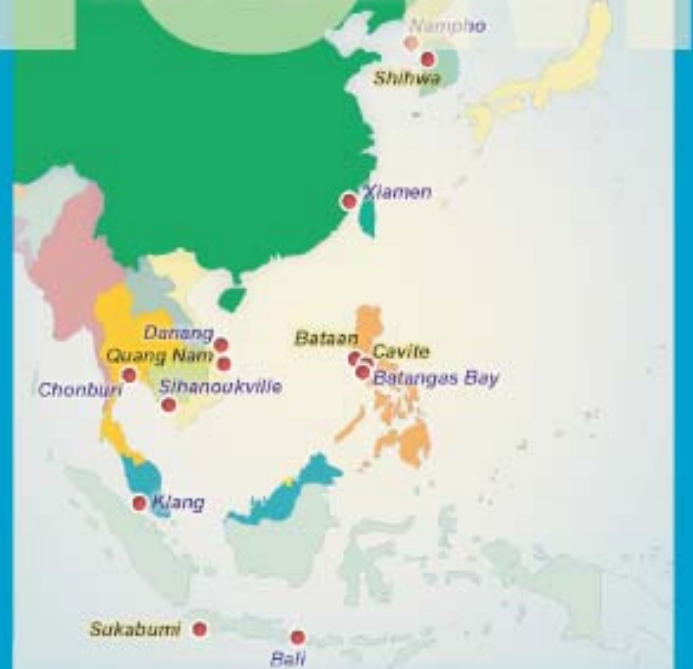 Nampho
Shihwa
Xiamen
Danang
Quang Nam
Bataan
Cavite
Chonburi
Sihanoukville
Batangas Bay
Klang
Sukabumi
Bali